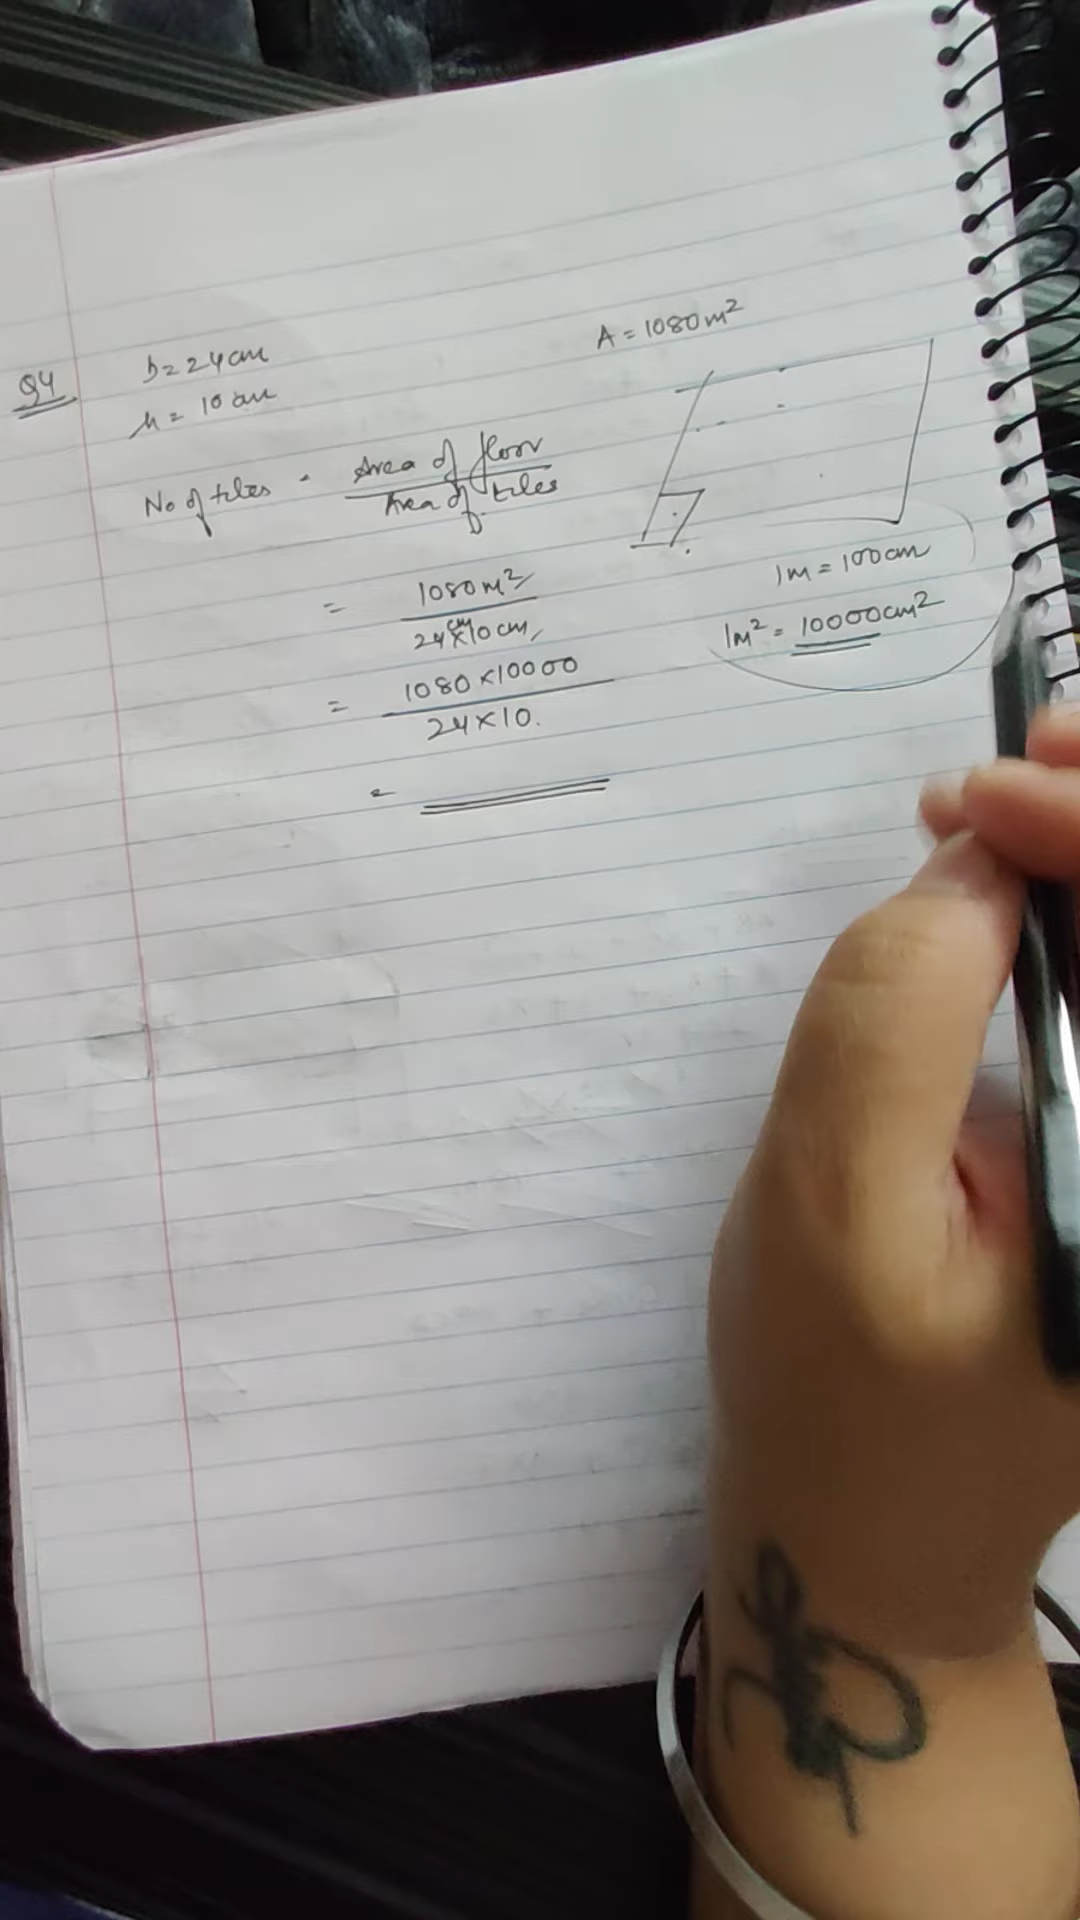 Q4
b = 24 cm
h = 10 cm
A = 1080 m²
No of tiles = Area of floor / Area of tiles
= 1080 m² / 24 cm × 10 cm
= 1080 × 10000 / 24 × 10.
=
1m = 100 cm
1m² = 10000 cm²